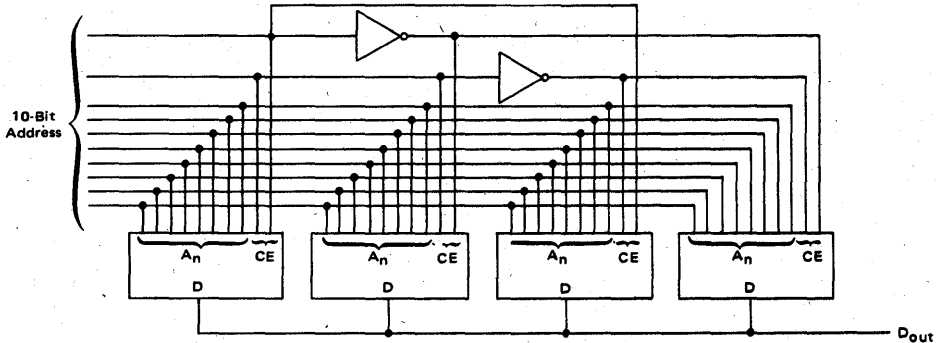 10-Bit
Address
An CE
An CE
An CE
An CE
D
D
D
D
Dout